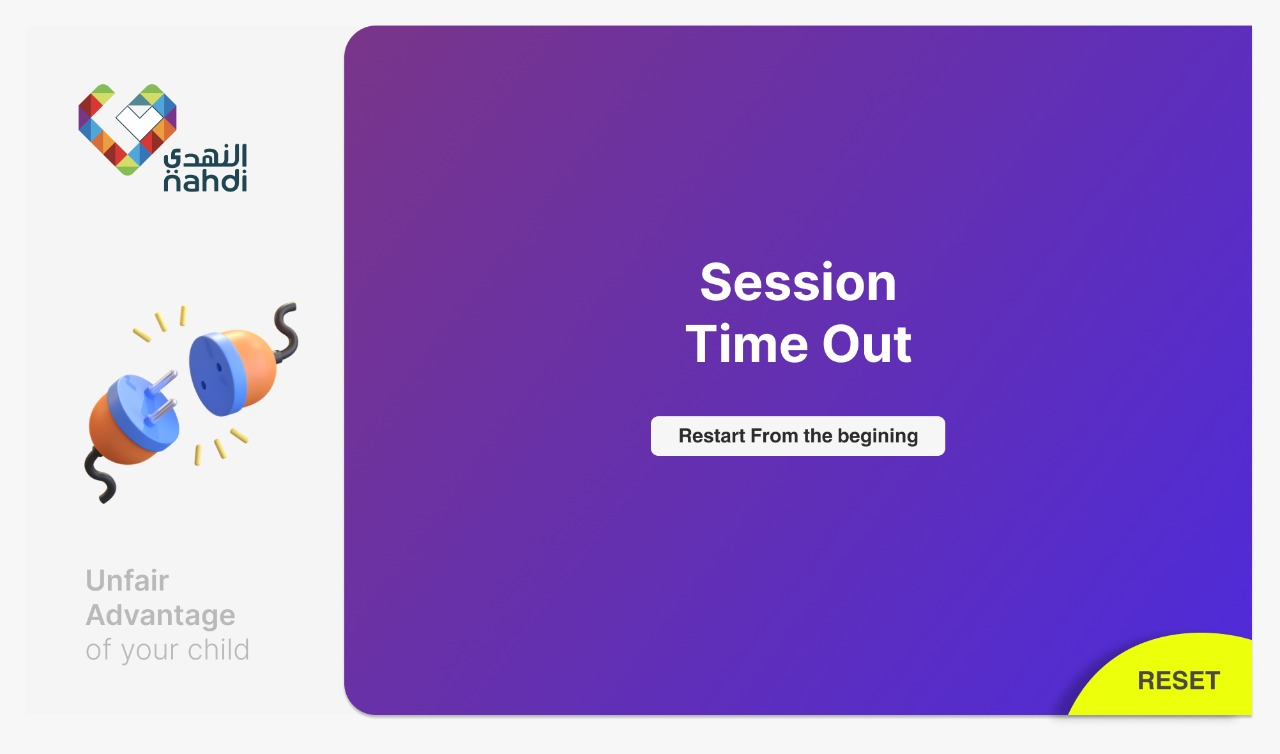 النهدي
nahdi
Unfair
Advantage
of your child
Session
Time Out
Restart From the begining
RESET